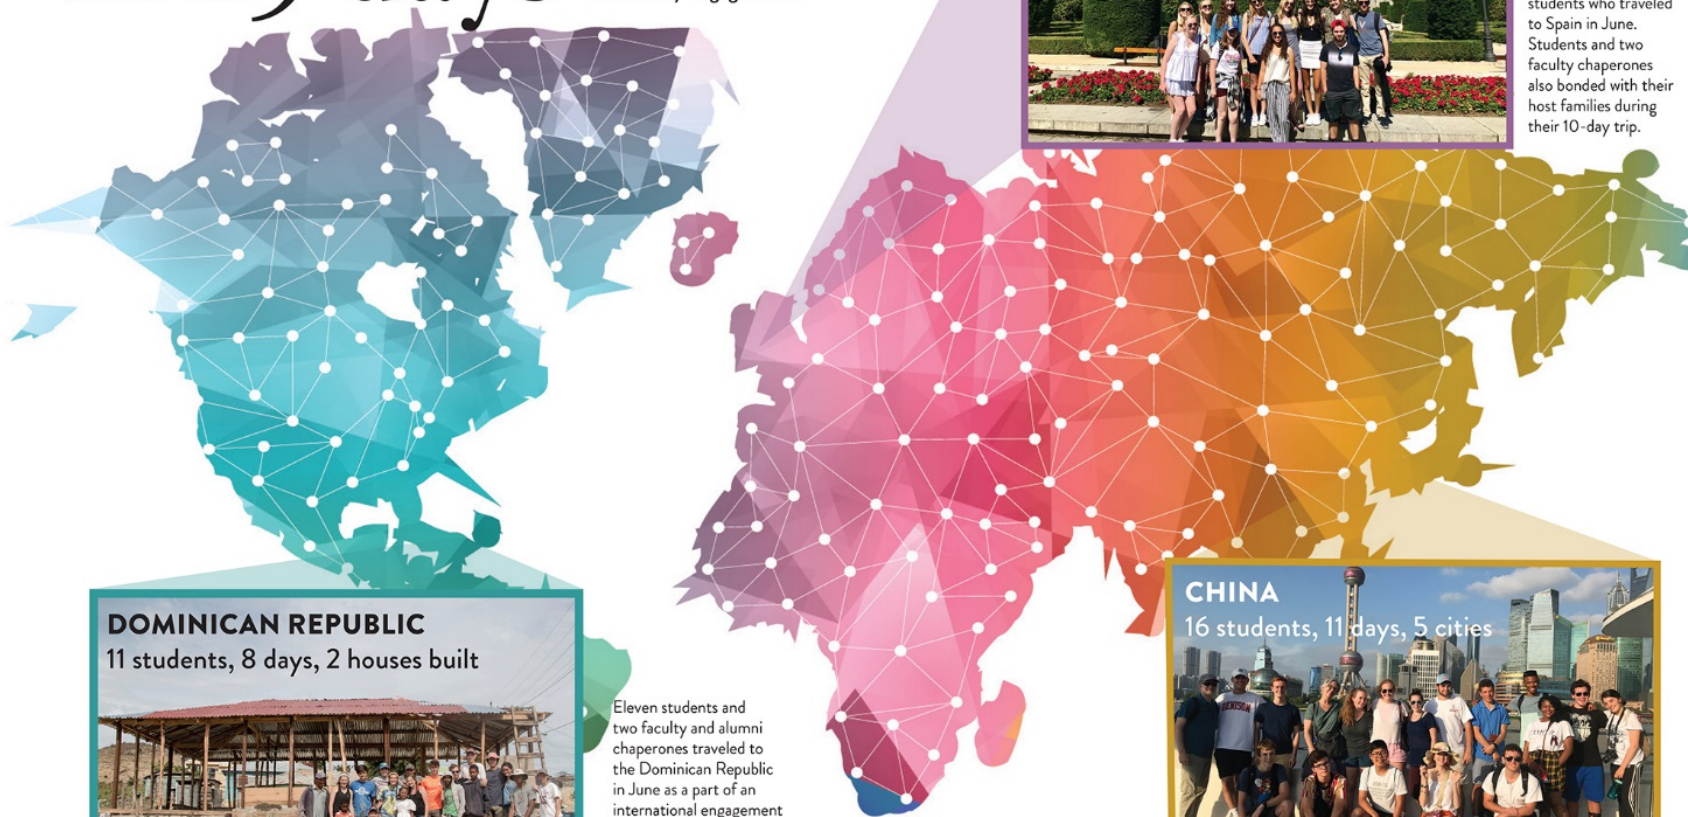 students who traveled
to Spain in June.
Students and two
faculty chaperones
also bonded with their
host families during
their 10-day trip.
DOMINICAN REPUBLIC
11 students, 8 days, 2 houses built
Eleven students and
two faculty and alumni
chaperones traveled to
the Dominican Republic
in June as a part of an
international engagement
CHINA
16 students, 11 days, 5 cities